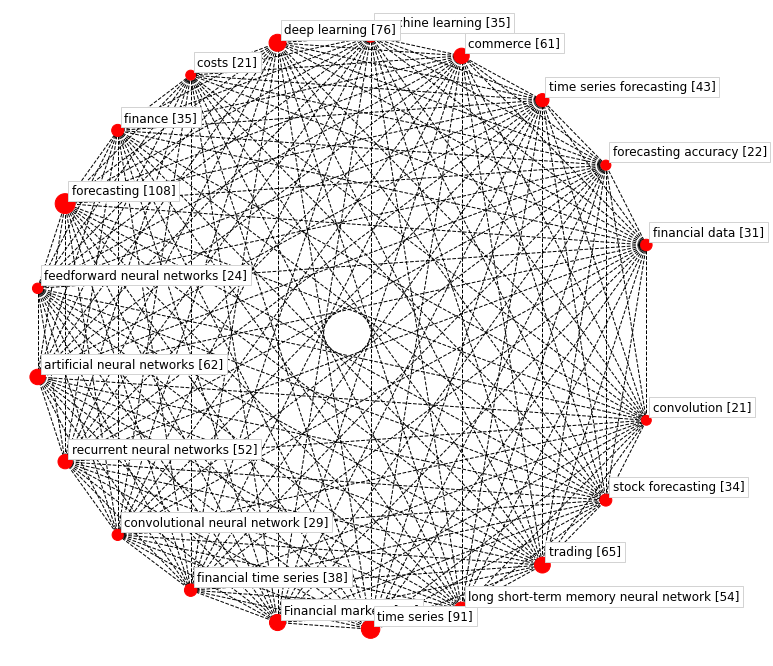 chine learning [35]
deep learning [76]
commerce [61]
costs [21]
time series forecasting [43]
finance [35]
forecasting accuracy [22]
forecasting [108]
financial data [31]
feedforward neural networks [24]
artificial neural networks [62]
convolution [21]
recurrent neural networks [52]
stock forecasting [34]
convolutional neural network [29]
trading [65]
financial time series [38]
long short-term memory neural network [54]
Financial marke
time series [91]